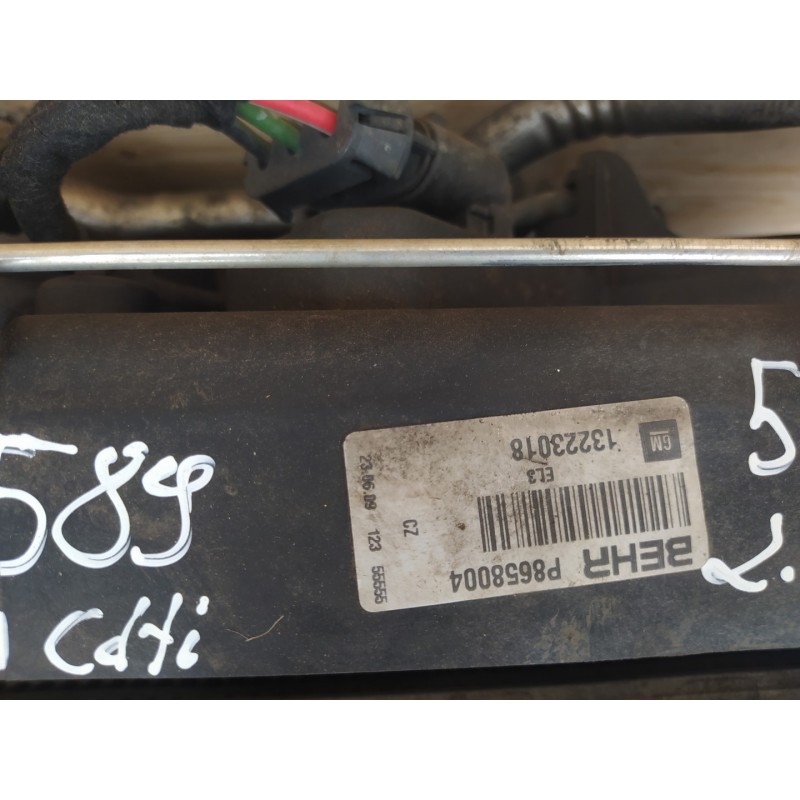 589
Cdti
5
2.
GM 13223018
EL3
BEHR P8658004
CZ
23.06.09 123 55555